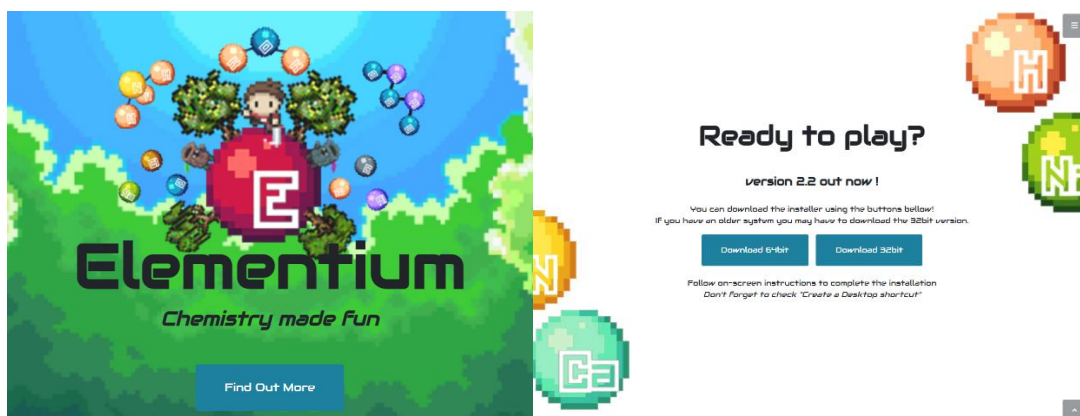 E
Elementium
Chemistry made fun
Find Out More
H
Ni
Ready to play?
version 2.2 out now !
You can download the installer using the buttons bellow!
IF you have an older system you may have to download the 32bit version.
Download 64bit
Download 32bit
Follow on-screen instructions to complete the installation
Don't Forget to check "Create a Desktop shortcut"
N
Ca